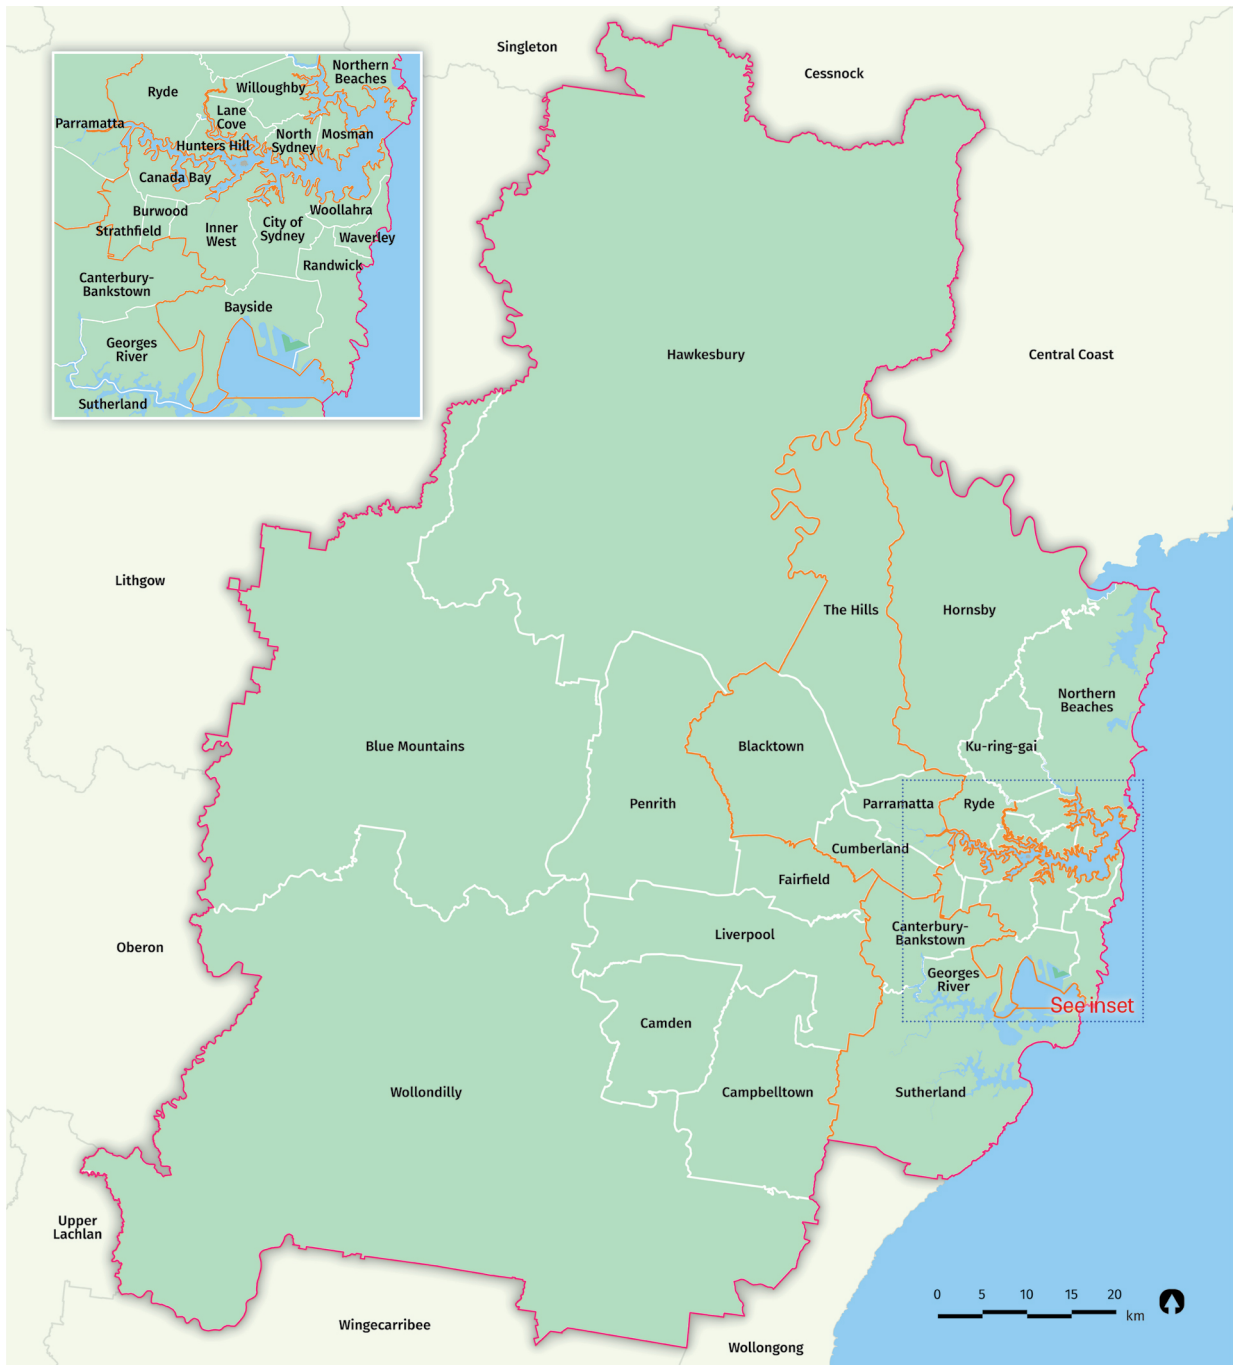 Singleton
Cessnock
Northern
Beaches
Ryde
Willoughby
Lane
Cove
Parramatta
North
Sydney
Mosman
Hunters Hill
Canada Bay
Burwood
Woollahra
Strathfield
Inner
West
City of
Sydney
Waverley
Randwick
Canterbury-
Bankstown
Bayside
Georges
River
Sutherland
Hawkesbury
Central Coast
Lithgow
The Hills
Hornsby
Northern
Beaches
Blue Mountains
Blacktown
Ku-ring-gai
Penrith
Parramatta
Ryde
Cumberland
Fairfield
Oberon
Liverpool
Canterbury-
Bankstown
Georges
River
See inset
Camden
Wollondilly
Campbelltown
Sutherland
Upper
Lachlan
Wingecarribee
Wollongong
0 5 10 15 20
km